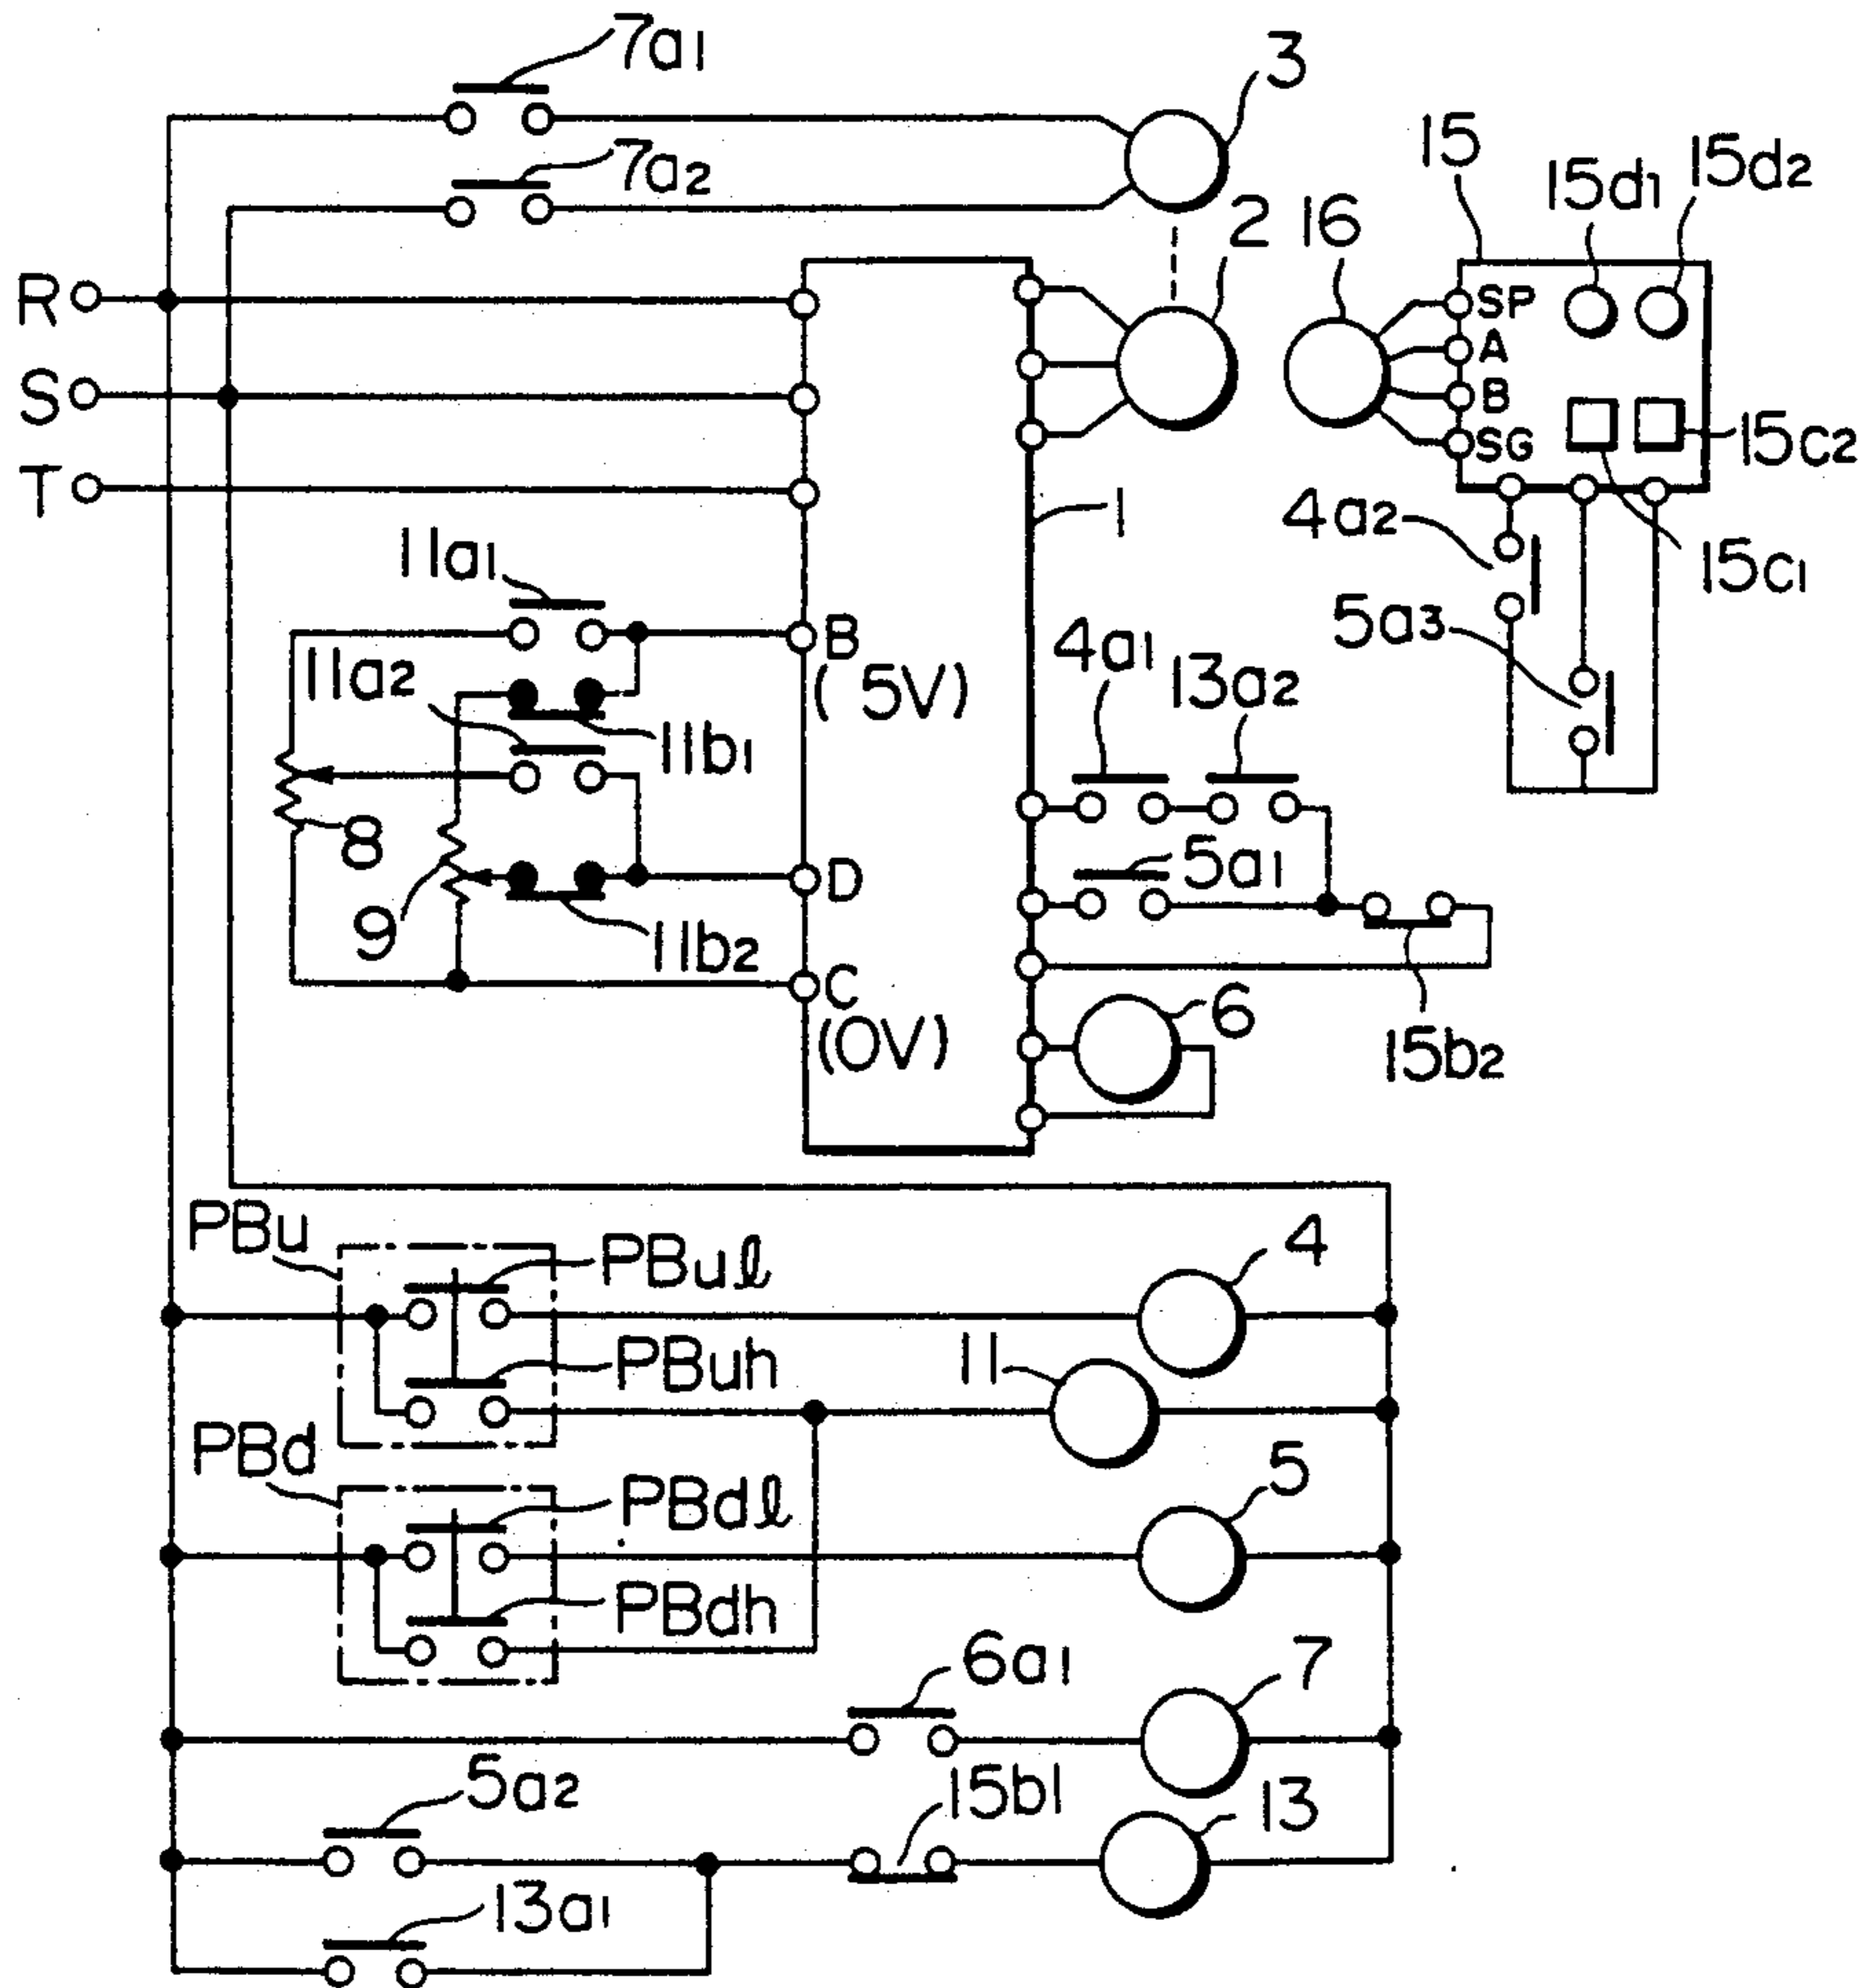 7a1
3
7a2
15
15d1
15d2
2
16
R
SP
A
S
B
15c2
SG
T
1
4a2
11a1
15c1
5a3
B
4a1
(5V)
13a2
11a2
11b1
8
5a1
D
9
11b2
C
6
(0V)
15b2
PBu
PBuℓ
4
PBuh
11
PBd
PBdℓ
5
PBdh
6a1
7
5a2
15b1
13
13a1